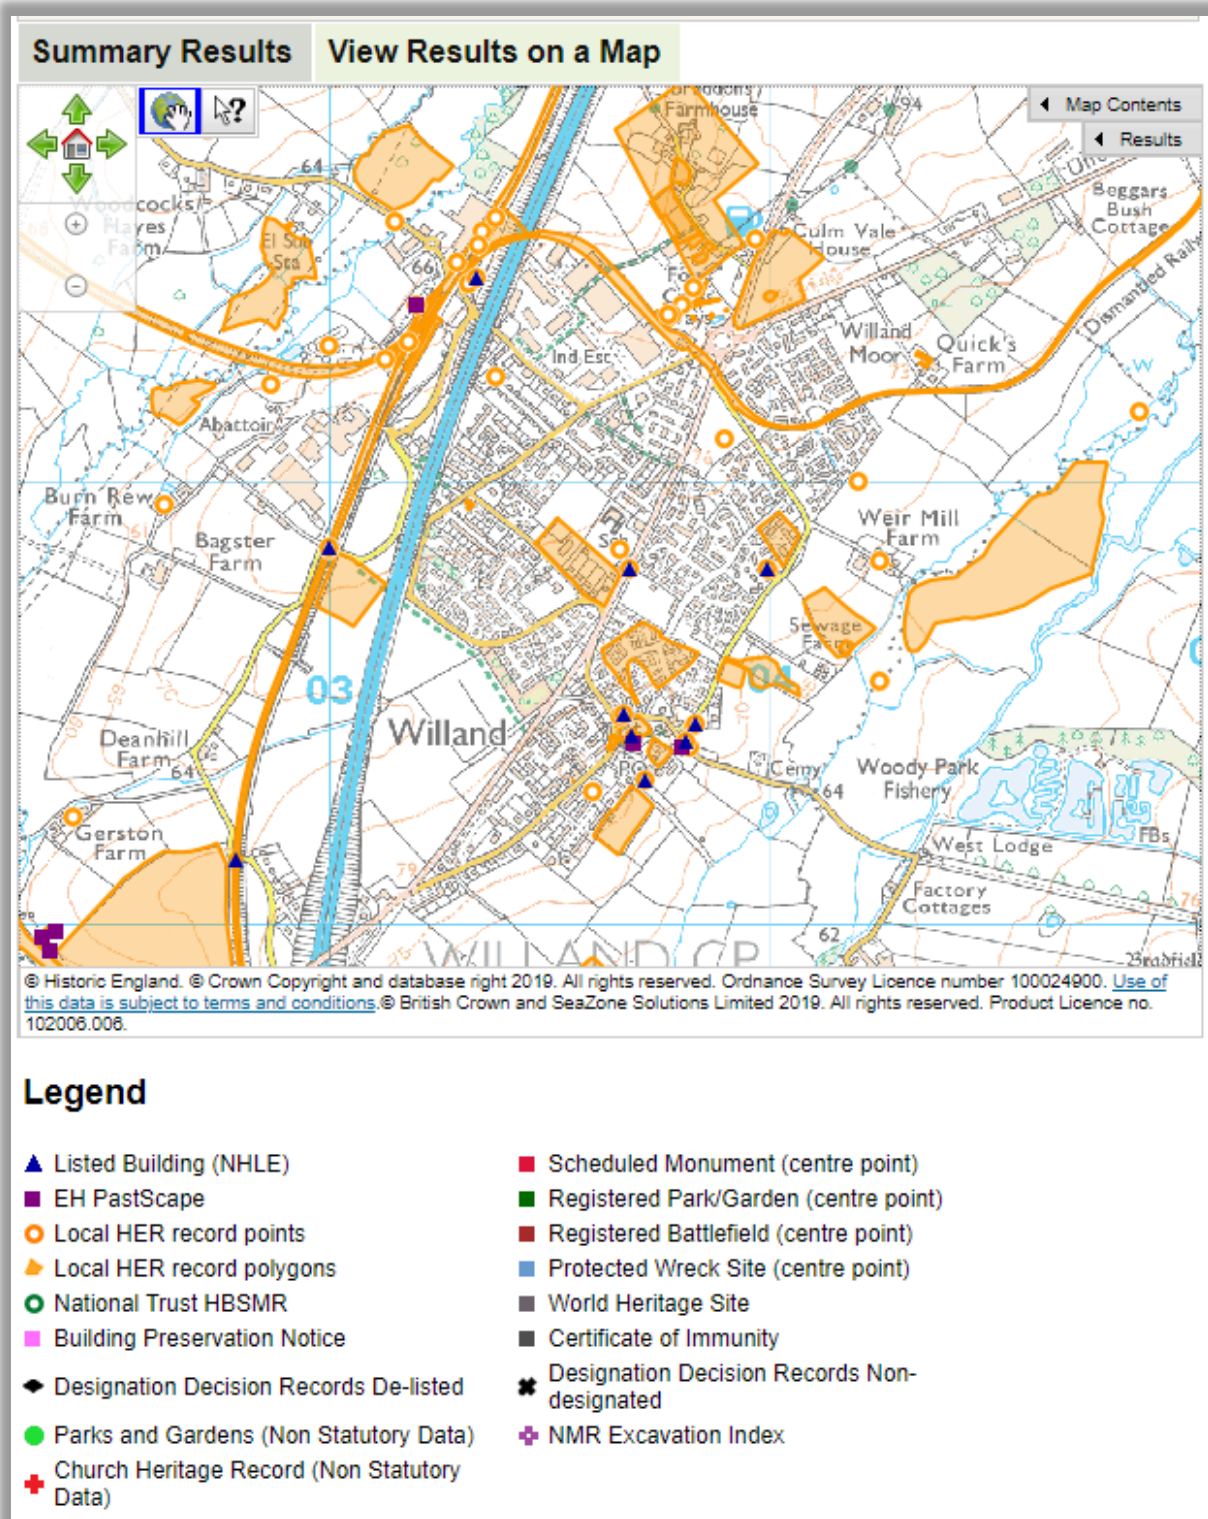 Summary Results
View Results on a Map
Map Contents
Results
Farmhouse
94
64
Woodcocks
Hayes
Farm
El Sub
Sta
66
Culm Vale
House
Beggars
Bush
Cottage
Ind Est
Willand
Moor
73
Quick's
Farm
W
Abattoir
74
Burn Rew
Farm
Bagster
Farm
Sch
Weir Mill
Farm
Sewage
Farm
03
04
70
Willand
Deanhill
Farm
64
PO
Cemy
64
Woody Park
Fishery
FBs
Gerston
Farm
79
West Lodge
Factory
Cottages
76
62
75
WILLAND CP
© Historic England. © Crown Copyright and database right 2019. All rights reserved. Ordnance Survey Licence number 100024900. Use of
this data is subject to terms and conditions.© British Crown and SeaZone Solutions Limited 2019. All rights reserved. Product Licence no.
102006.006.
Legend
Listed Building (NHLE)
EH PastScape
Local HER record points
Local HER record polygons
National Trust HBSMR
Building Preservation Notice
Designation Decision Records De-listed
Parks and Gardens (Non Statutory Data)
Church Heritage Record (Non Statutory
Data)
Scheduled Monument (centre point)
Registered Park/Garden (centre point)
Registered Battlefield (centre point)
Protected Wreck Site (centre point)
World Heritage Site
Certificate of Immunity
Designation Decision Records Non-
designated
NMR Excavation Index